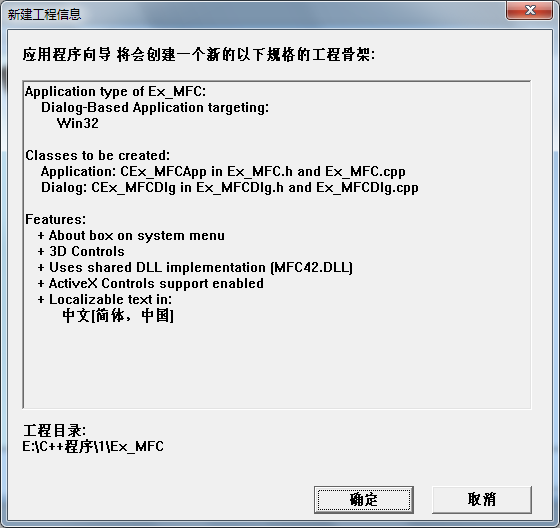 新建工程信息
应用程序向导 将会创建一个新的以下规格的工程骨架:
Application type of Ex_MFC:
Dialog-Based Application targeting:
Win32
Classes to be created:
Application: CEx_MFCApp in Ex_MFC.h and Ex_MFC.cpp
Dialog: CEx_MFCDlg in Ex_MFCDlg.h and Ex_MFCDlg.cpp
Features:
+ About box on system menu
+ 3D Controls
+ Uses shared DLL implementation (MFC42.DLL)
+ ActiveX Controls support enabled
+ Localizable text in:
中文[简体，中国]
工程目录:
E:\C++程序\1\Ex_MFC
确定 取消